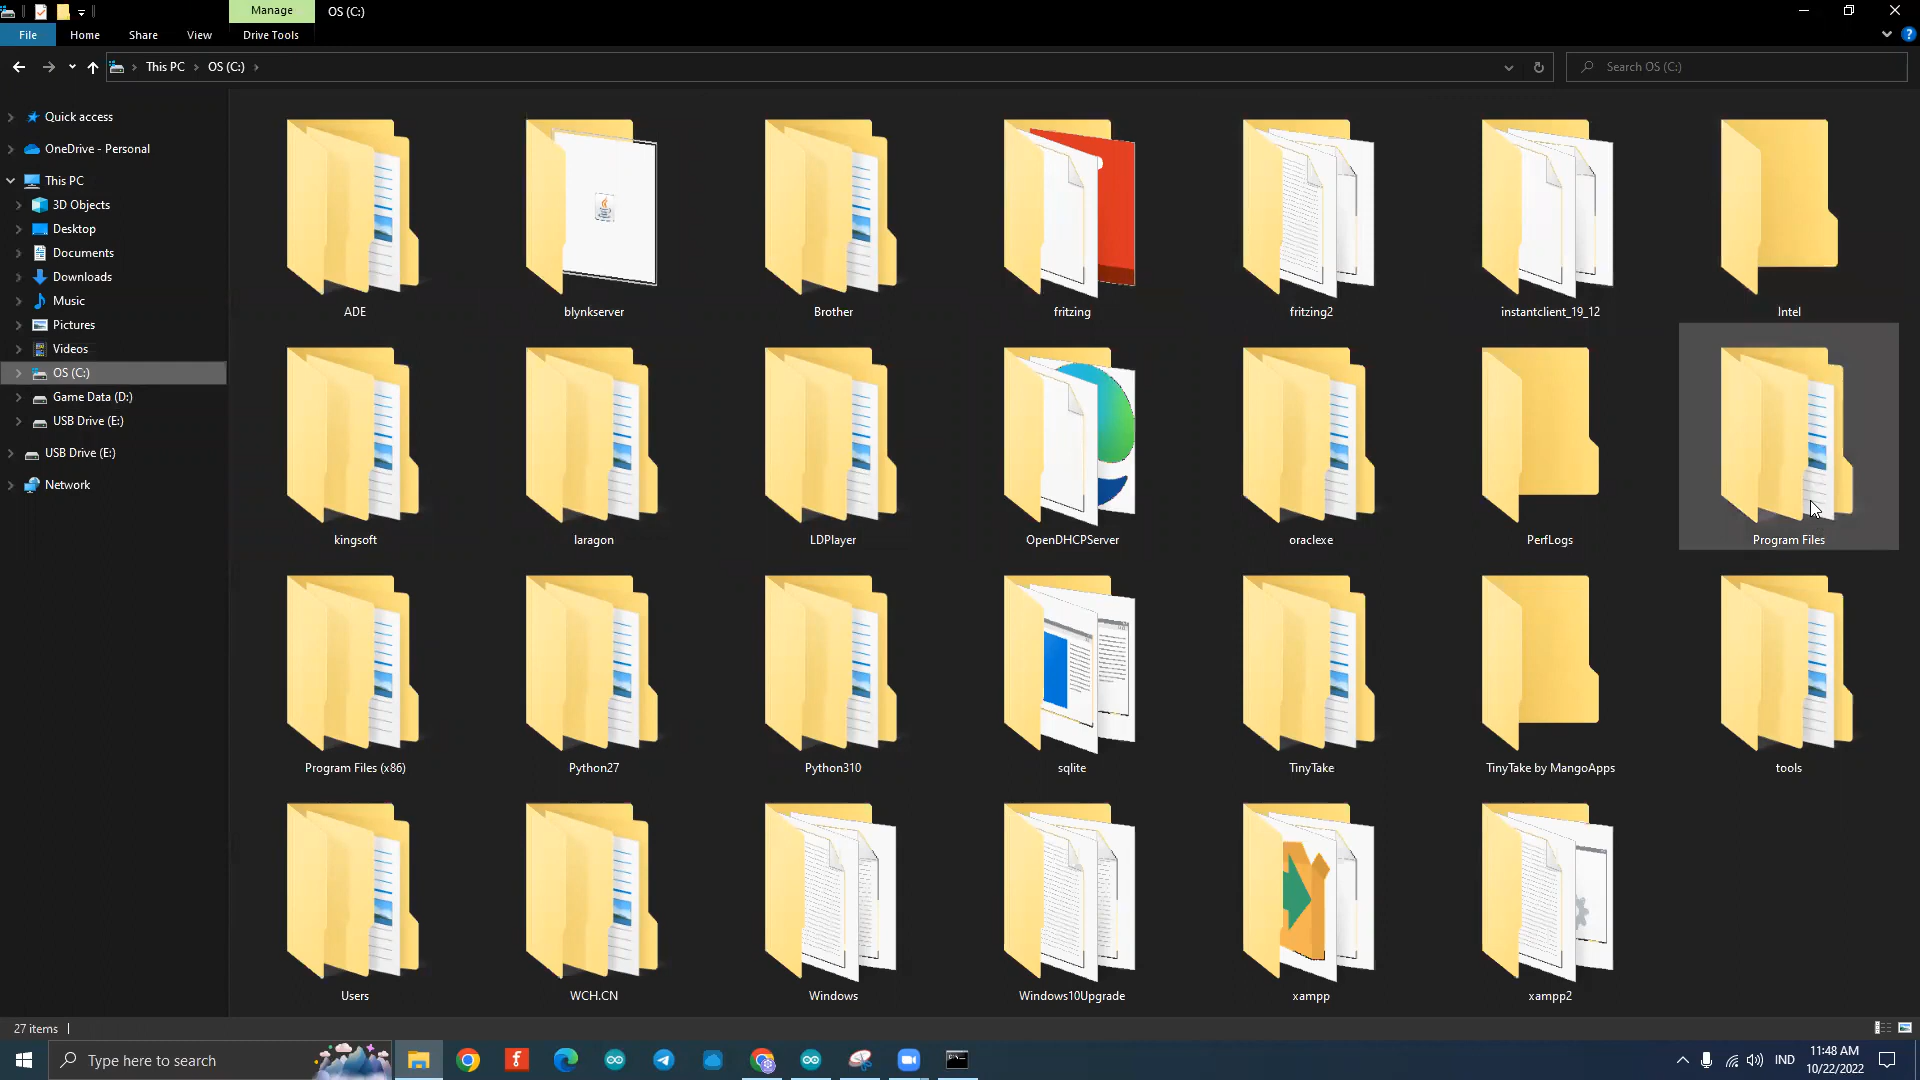 Manage
OS (C:)
File
Home
Share
View
Drive Tools
This PC
OS (C:)
Search OS (C:)
Quick access
OneDrive - Personal
This PC
3D Objects
Desktop
Documents
Downloads
Music
Pictures
Videos
OS (C:)
Game Data (D:)
USB Drive (E:)
USB Drive (E:)
Network
ADE
blynkserver
Brother
fritzing
fritzing2
instantclient_19_12
Intel
kingsoft
laragon
LDPlayer
OpenDHCPServer
oraclexe
PerfLogs
Program Files
Program Files (x86)
Python27
Python310
sqlite
TinyTake
TinyTake by MangoApps
tools
Users
WCH.CN
Windows
Windows10Upgrade
xampp
xampp2
27 items
Type here to search
IND
11:48 AM
10/22/2022